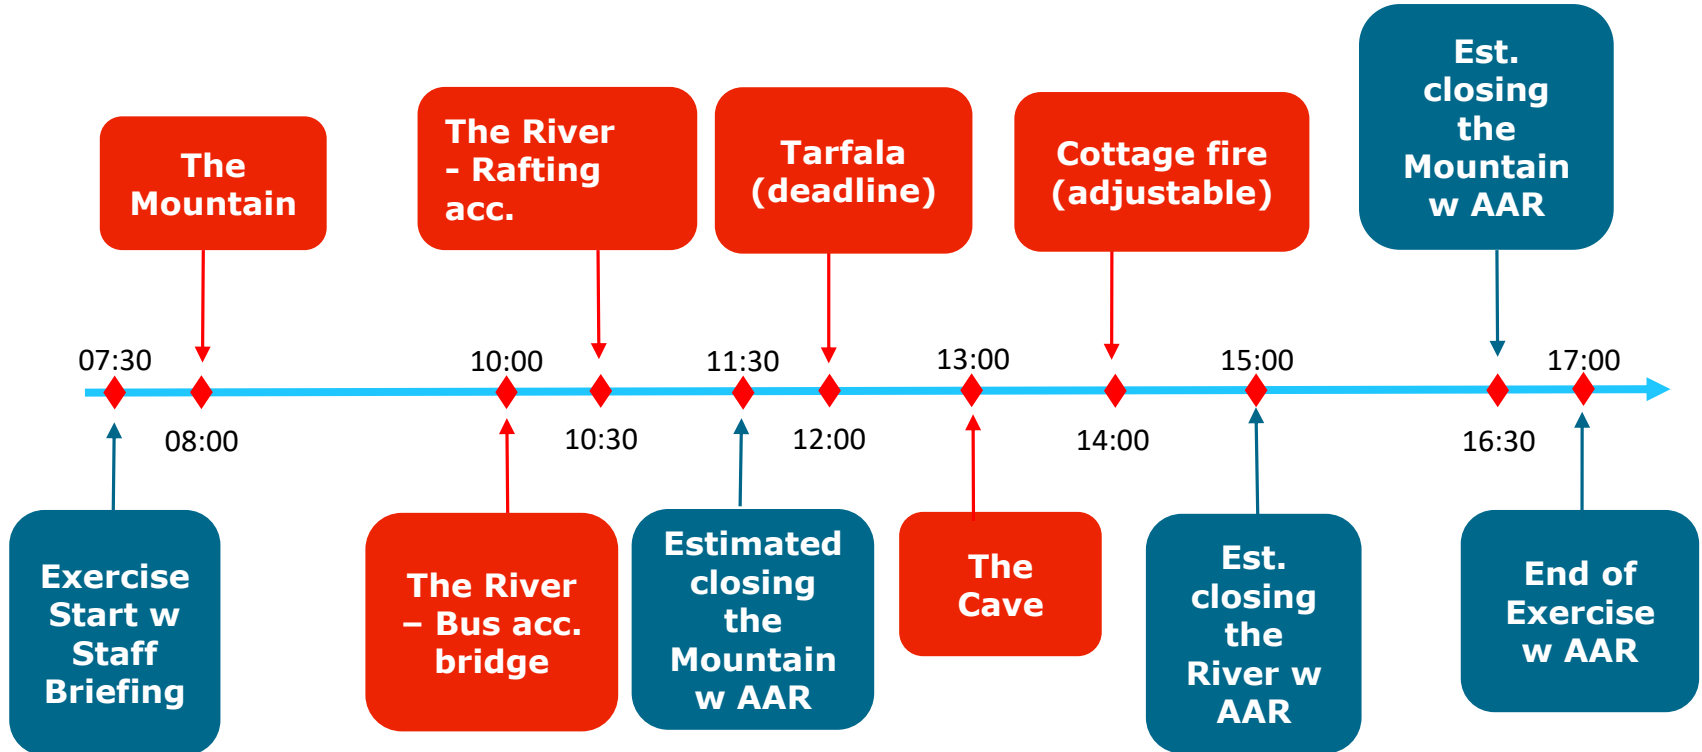 Est.
closing
the
Mountain
w AAR
The
Mountain
The River
– Rafting
acc.
Tarfala
(deadline)
Cottage fire
(adjustable)
07:30
10:00
11:30
13:00
15:00
17:00
08:00
10:30
12:00
14:00
16:30
Exercise
Start w
Staff
Briefing
The River
– Bus acc.
bridge
Estimated
closing
the
Mountain
w AAR
The
Cave
Est.
closing
the
River w
AAR
End of
Exercise
w AAR